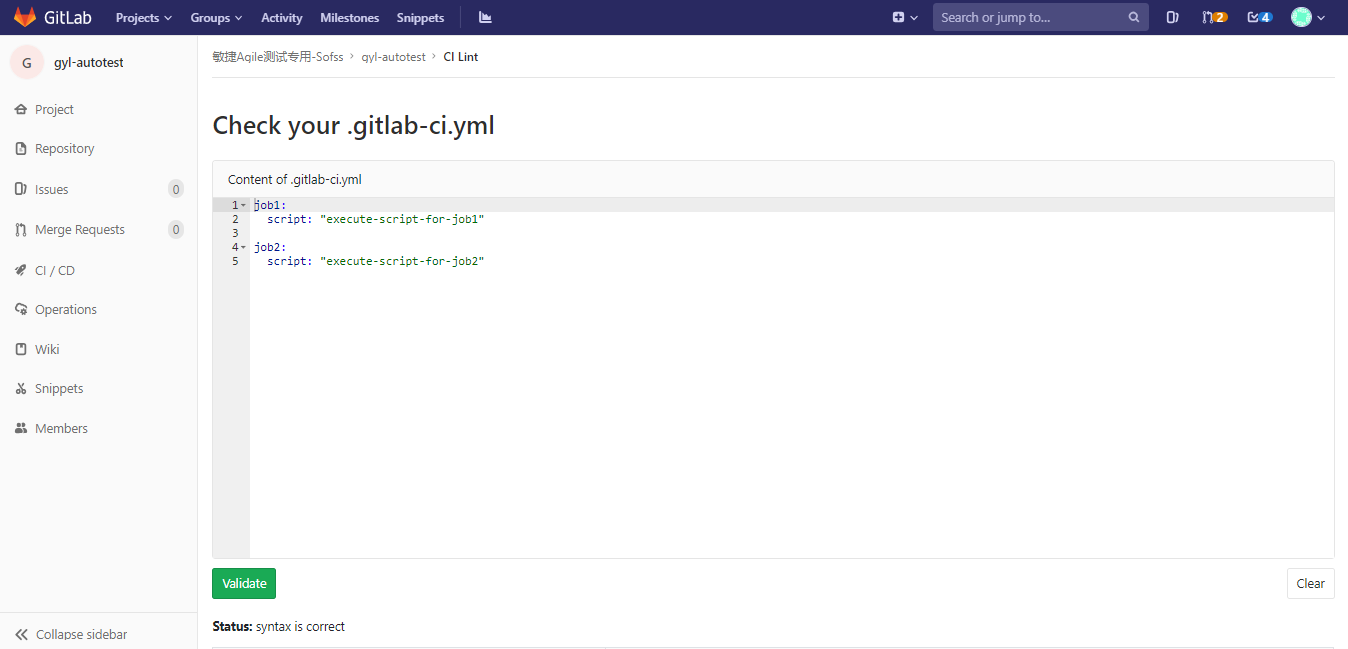 GitLab Projects Groups Activity Milestones Snippets Search or jump to... 2 4
G gyl-autotest
Project
Repository
Issues 0
Merge Requests 0
CI / CD
Operations
Wiki
Snippets
Members
Collapse sidebar
敏捷Agile测试专用-Sofss > gyl-autotest > CI Lint
Check your .gitlab-ci.yml
Content of .gitlab-ci.yml
1 job1:
2 script: "execute-script-for-job1"
3
4 job2:
5 script: "execute-script-for-job2"
Validate Clear
Status: syntax is correct